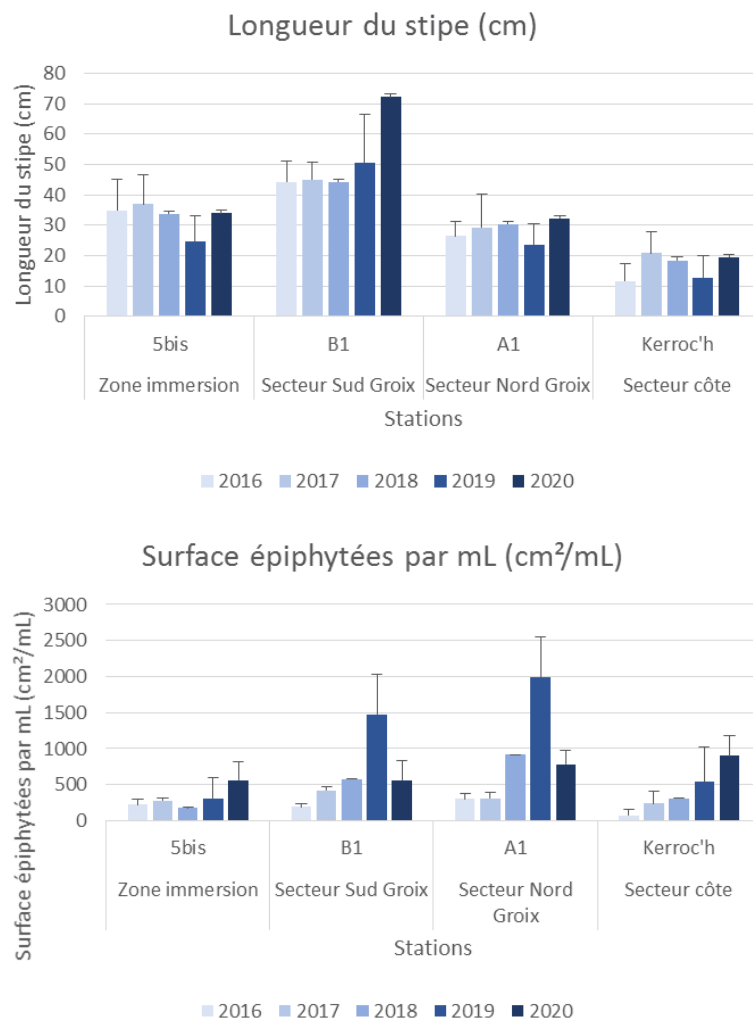 Longueur du stipe (cm)
Longueur du stipe (cm)
80
70
60
50
40
30
20
10
0
5bis B1 A1 Kerroc'h
Zone immersion Secteur Sud Groix Secteur Nord Groix Secteur côte
Stations
2016 2017 2018 2019 2020
Surface épiphytées par mL (cm²/mL)
Surface épiphytées par mL (cm²/mL)
3000
2500
2000
1500
1000
500
0
5bis B1 A1 Kerroc'h
Zone immersion Secteur Sud Groix Secteur Nord Secteur côte
Groix
Stations
2016 2017 2018 2019 2020